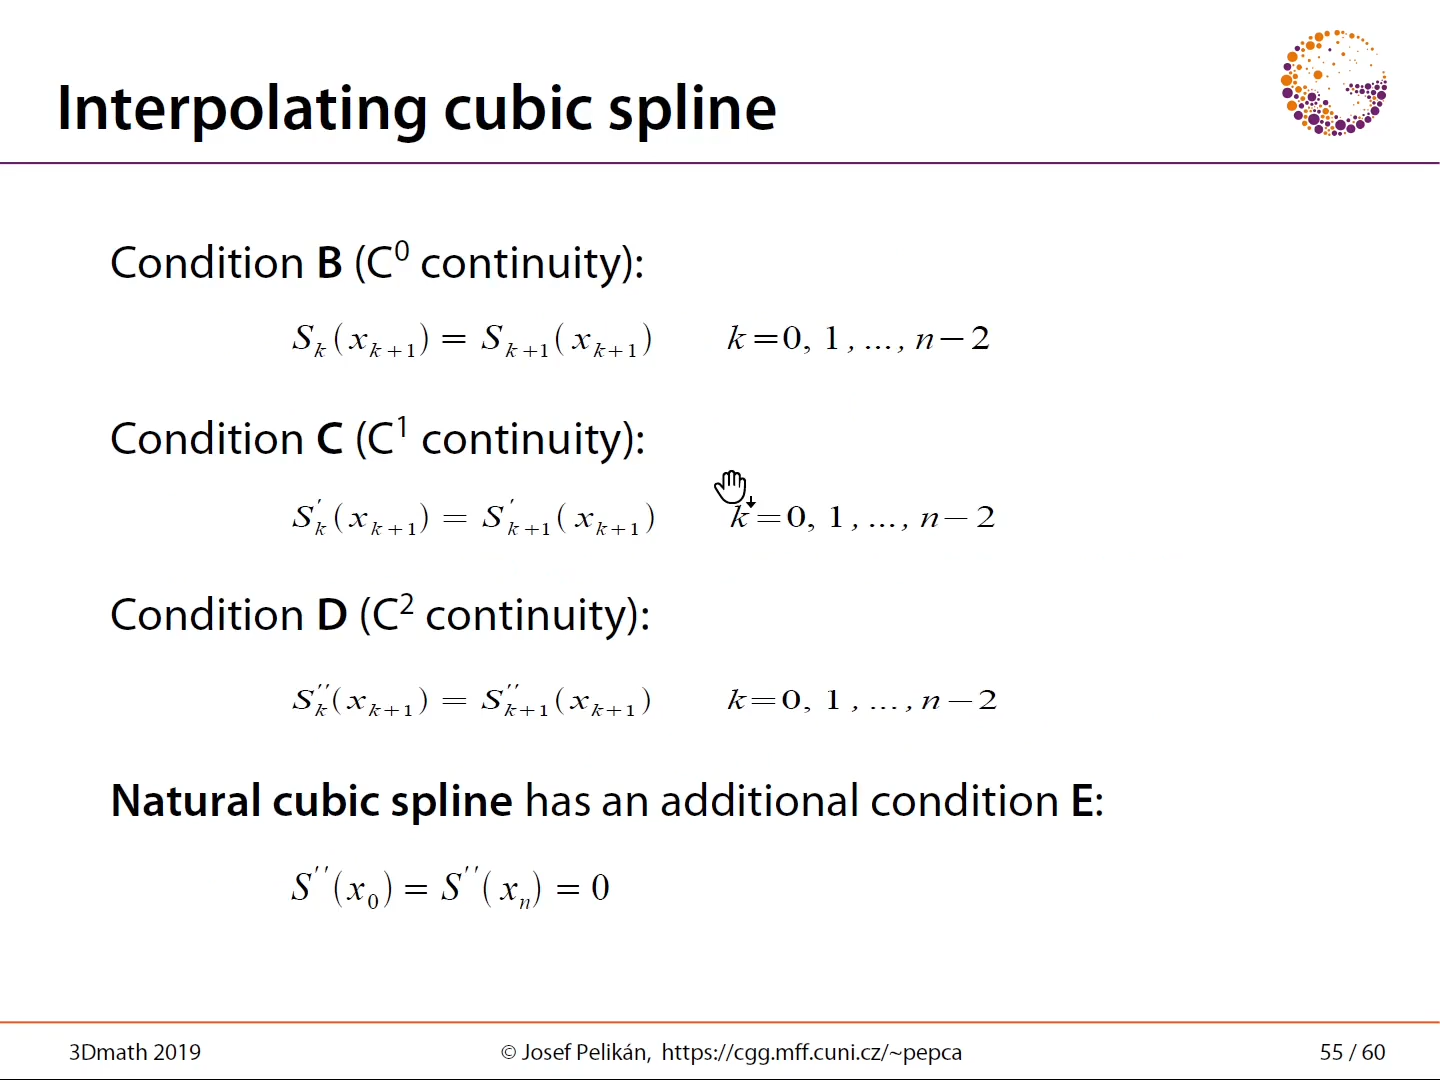 Interpolating cubic spline
Condition B (C⁰ continuity):
Sₖ(xₖ₊₁) = Sₖ₊₁(xₖ₊₁) k=0, 1, ..., n−2
Condition C (C¹ continuity):
S′ₖ(xₖ₊₁) = S′ₖ₊₁(xₖ₊₁) k=0, 1, ..., n−2
Condition D (C² continuity):
S′′ₖ(xₖ₊₁) = S′′ₖ₊₁(xₖ₊₁) k=0, 1, ..., n−2
Natural cubic spline has an additional condition E:
S′′(x₀) = S′′(xₙ) = 0
3Dmath 2019 © Josef Pelikán, https://cgg.mff.cuni.cz/~pepca 55 / 60